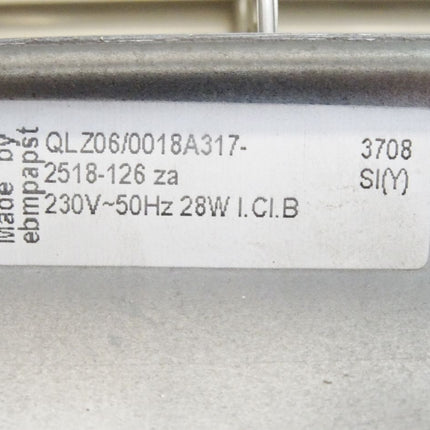 Made by
ebmpapst
QLZ06/0018A317- 3708
2518-126 za SI(Y)
230V~50Hz 28W I.Cl.B